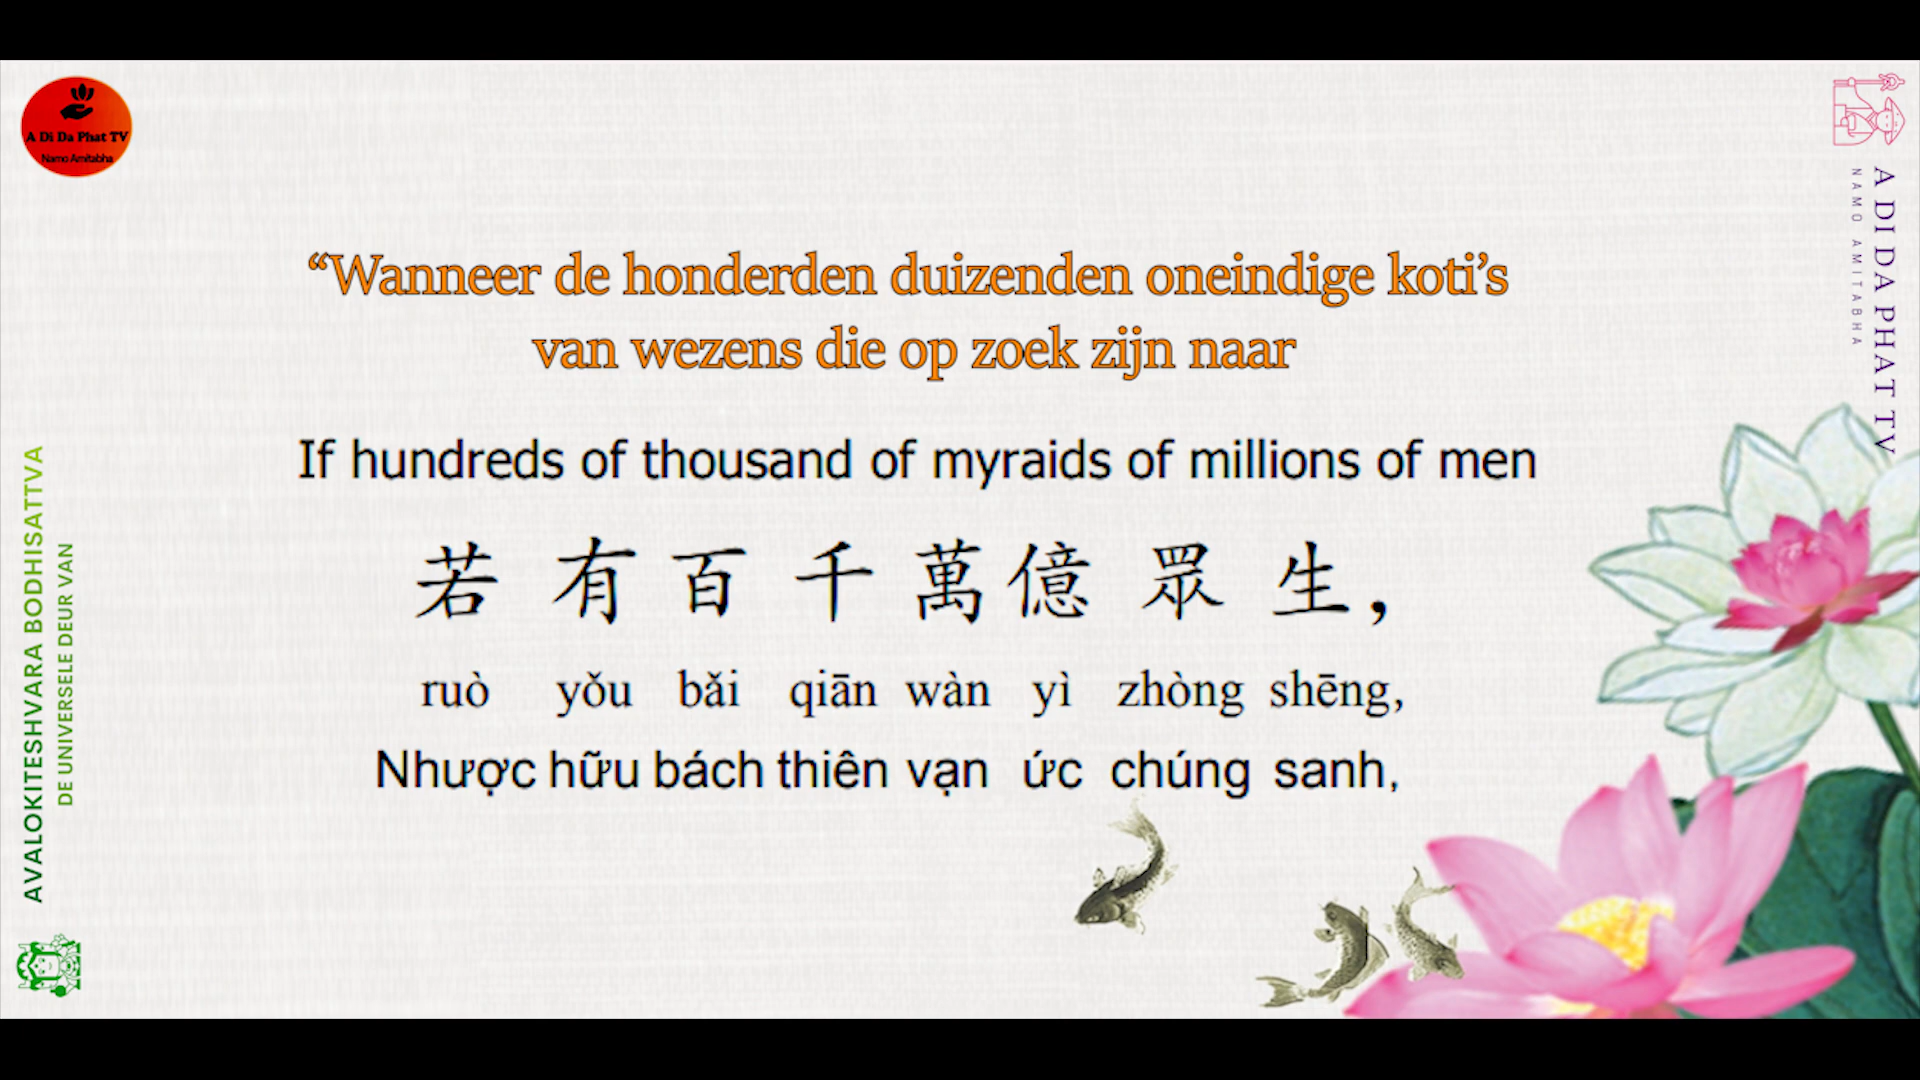 A Di Da Phat TV
Namo Amitabha
A DI DA PHAT TV
NAMO AMITABHA
“Wanneer de honderden duizenden oneindige koti’s
van wezens die op zoek zijn naar
If hundreds of thousand of myraids of millions of men
若有百千萬億眾生，
ruò yǒu bǎi qiān wàn yì zhòng shēng,
Nhược hữu bách thiên vạn ức chúng sanh,
AVALOKITESHVARA BODHISATTVA
DE UNIVERSELE DEUR VAN